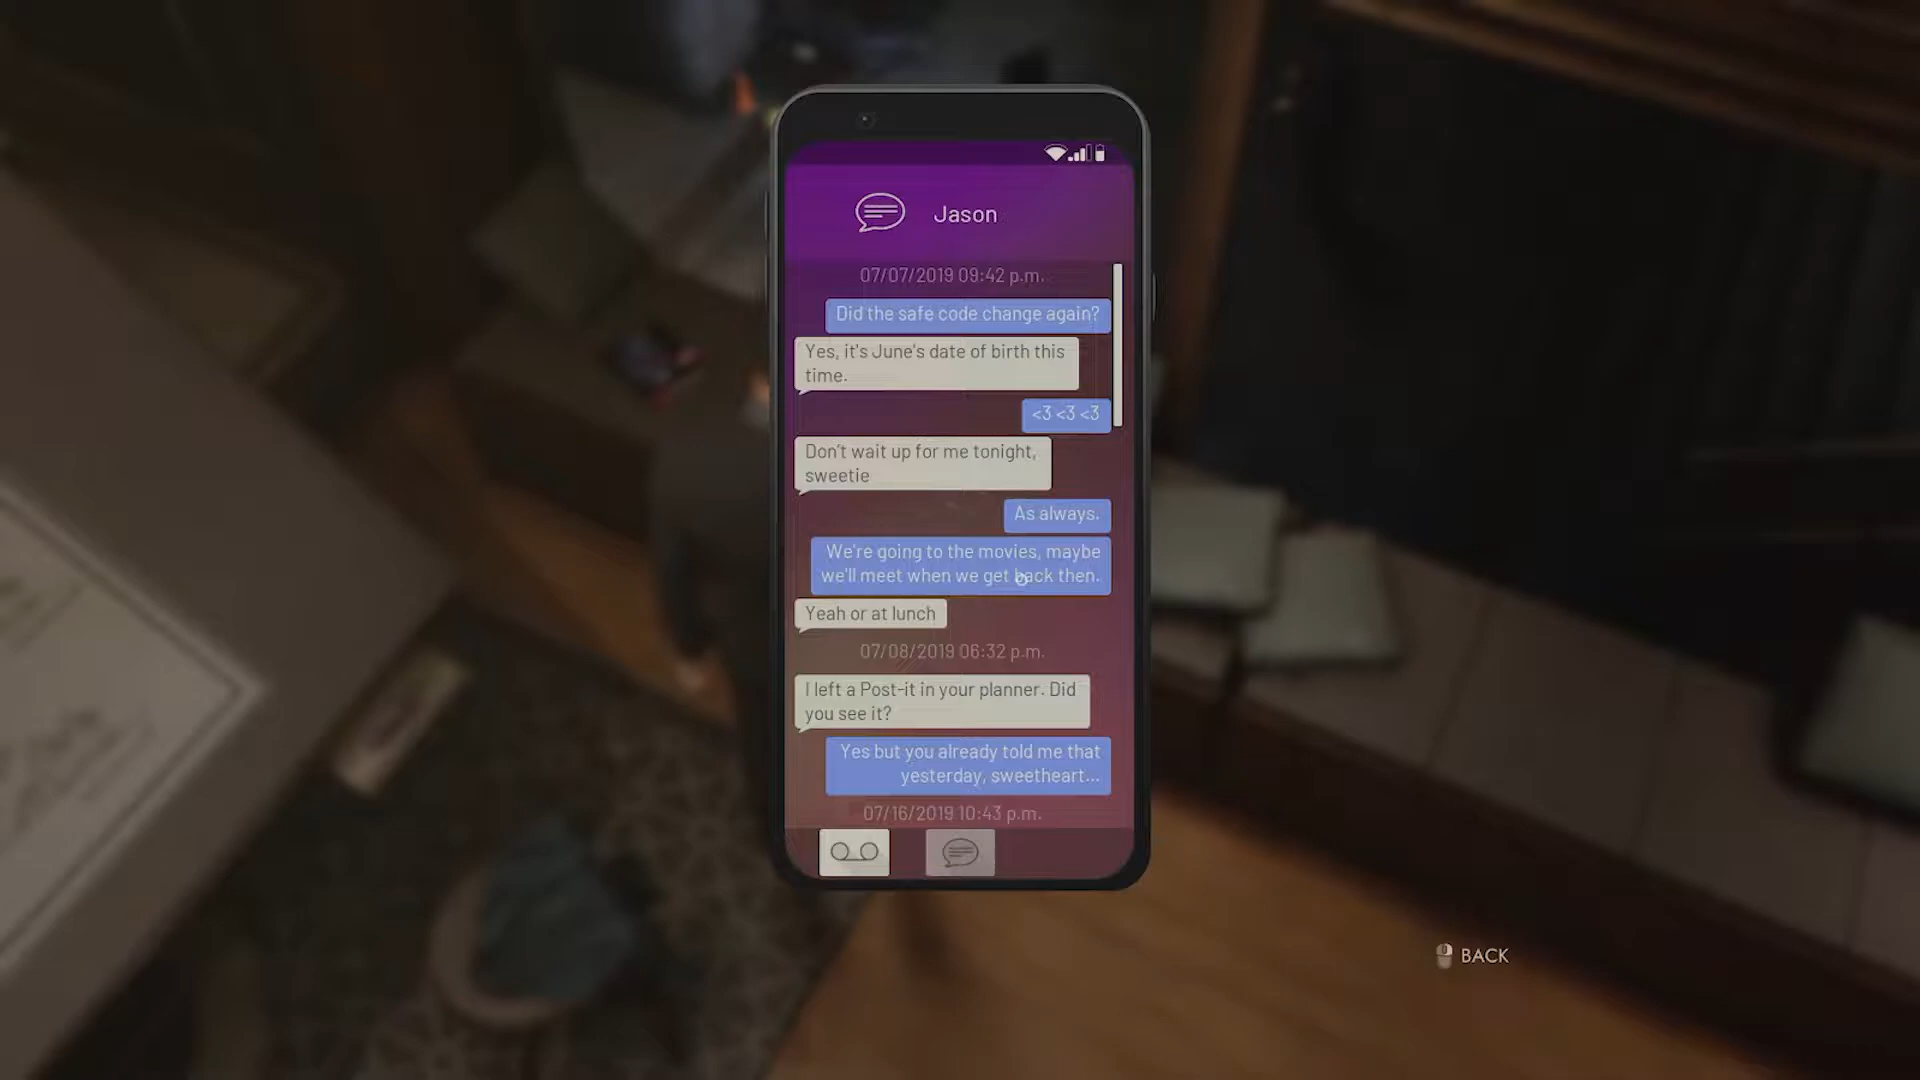 Jason
07/07/2019 09:42 p.m.
Did the safe code change again?
Yes, it's June's date of birth this
time.
<3 <3 <3
Don't wait up for me tonight,
sweetie
As always.
We're going to the movies, maybe
we'll meet when we get back then.
Yeah or at lunch
07/08/2019 06:32 p.m.
I left a Post-it in your planner. Did
you see it?
Yes but you already told me that
yesterday, sweetheart...
07/16/2019 10:43 p.m.
BACK